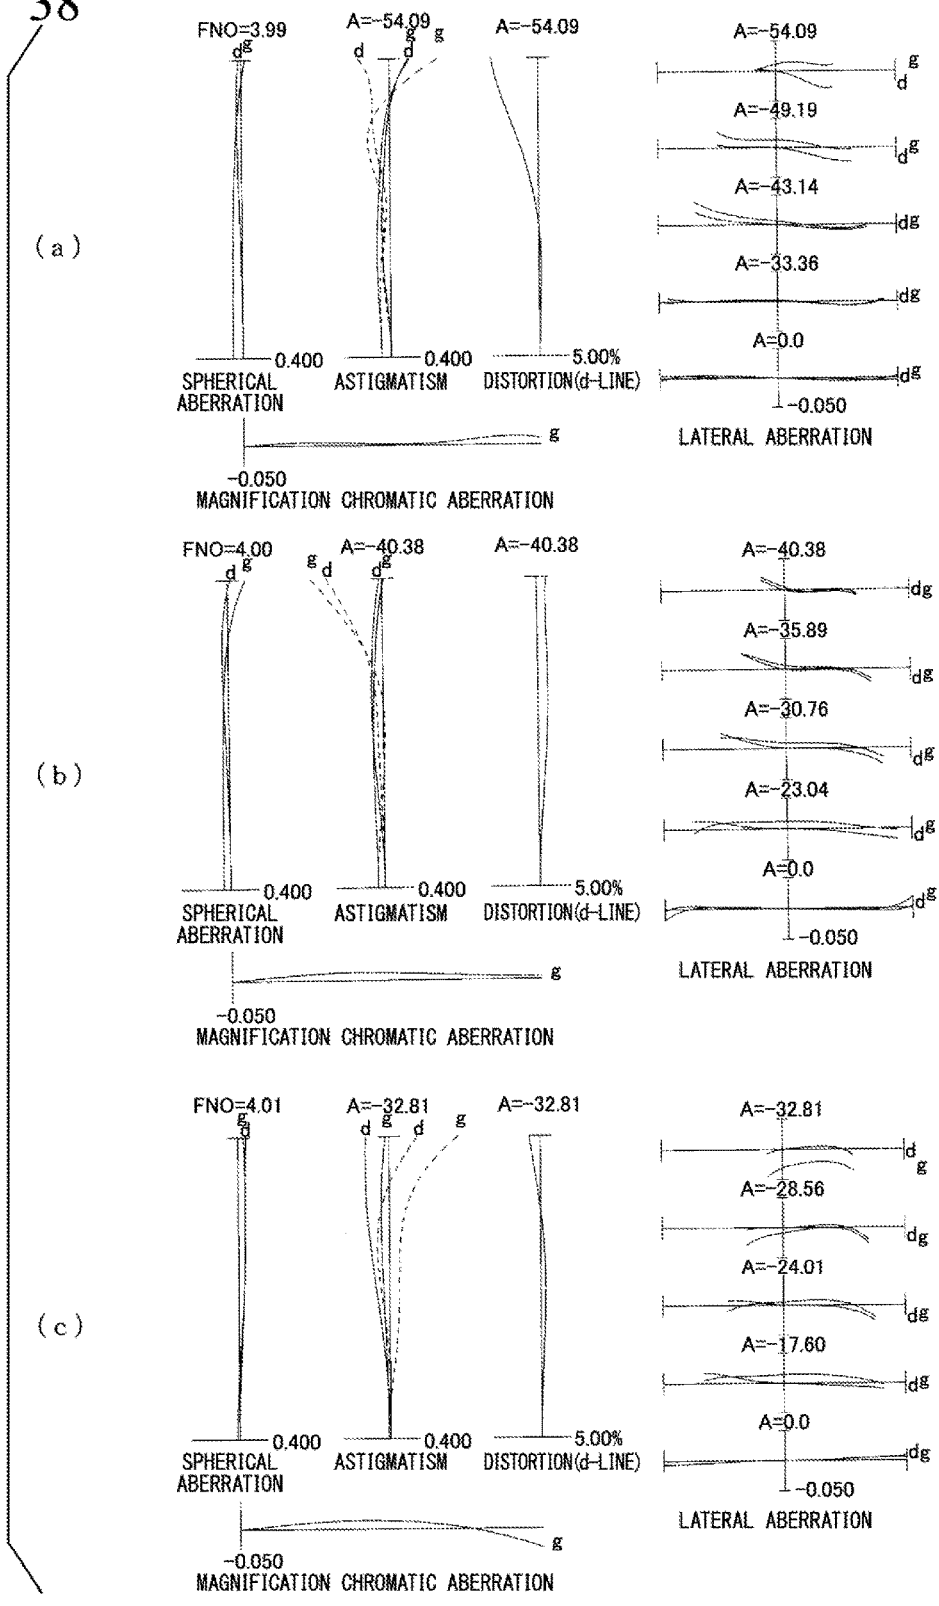 38
(a)
FNO=3.99
d g
A=-54.09
d g d g
A=-54.09
0.400
SPHERICAL
ABERRATION
0.400
ASTIGMATISM
5.00%
DISTORTION(d-LINE)
g
-0.050
MAGNIFICATION CHROMATIC ABERRATION
A=-54.09
g
d
A=-49.19
d g
A=-43.14
d g
A=-33.36
d g
A=0.0
d g
-0.050
LATERAL ABERRATION
(b)
FNO=4.00
d g
A=-40.38
g d d g
A=-40.38
0.400
SPHERICAL
ABERRATION
0.400
ASTIGMATISM
5.00%
DISTORTION(d-LINE)
g
-0.050
MAGNIFICATION CHROMATIC ABERRATION
A=-40.38
d g
A=-35.89
d g
A=-30.76
d g
A=-23.04
d g
A=0.0
d g
-0.050
LATERAL ABERRATION
(c)
FNO=4.01
g
d
A=-32.81
d g d g
A=-32.81
0.400
SPHERICAL
ABERRATION
0.400
ASTIGMATISM
5.00%
DISTORTION(d-LINE)
g
-0.050
MAGNIFICATION CHROMATIC ABERRATION
A=-32.81
d
g
A=-28.56
d g
A=-24.01
d g
A=-17.60
d g
A=0.0
d g
-0.050
LATERAL ABERRATION